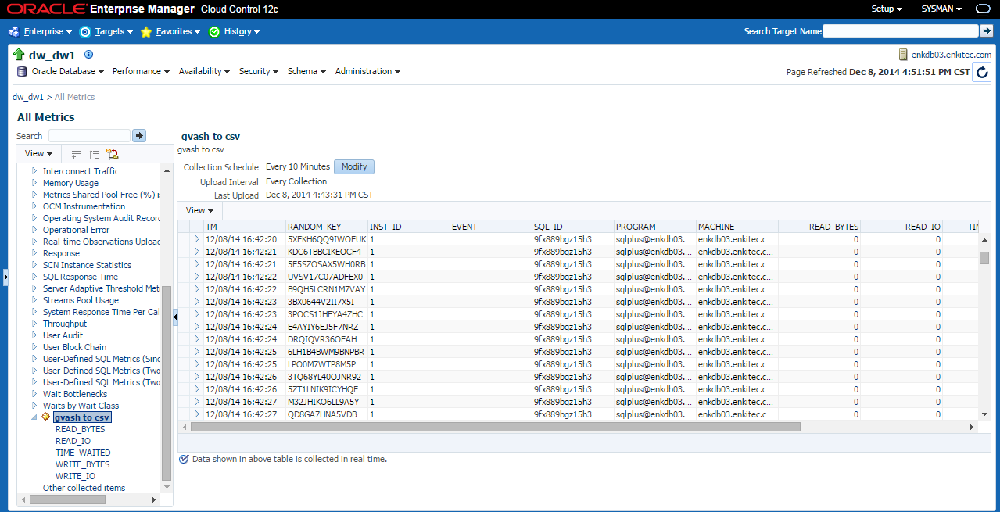 ORACLE Enterprise Manager Cloud Control 12c Setup SYSMAN
Enterprise Targets Favorites History Search Target Name
dw_dw1 enkdb03.enkitec.com
Oracle Database Performance Availability Security Schema Administration Page Refreshed Dec 8, 2014 4:51:51 PM CST
dw_dw1 > All Metrics
All Metrics
Search
View
Interconnect Traffic
Memory Usage
Metrics Shared Pool Free (%) i
OCM Instrumentation
Operating System Audit Record
Operational Error
Real-time Observations Upload
Response
SCN Instance Statistics
SQL Response Time
Server Adaptive Threshold Met
Streams Pool Usage
System Response Time Per Cal
Throughput
User Audit
User Block Chain
User-Defined SQL Metrics (Sing
User-Defined SQL Metrics (Two
User-Defined SQL Metrics (Two
Wait Bottlenecks
Waits by Wait Class
gvash to csv
READ_BYTES
READ_IO
TIME_WAITED
WRITE_BYTES
WRITE_IO
Other collected items
gvash to csv
gvash to csv
Collection Schedule Every 10 Minutes Modify
Upload Interval Every Collection
Last Upload Dec 8, 2014 4:43:31 PM CST
View
TM RANDOM_KEY INST_ID EVENT SQL_ID PROGRAM MACHINE READ_BYTES READ_IO TI
12/08/14 16:42:20 5XEKH6QQ9IWOFUK 1 9fx889bgz15h3 sqlplus@enkdb03.... enkdb03.enkitec.c... 0 0
12/08/14 16:42:21 KDC6TBBCIKEOCF4 1 9fx889bgz15h3 sqlplus@enkdb03.... enkdb03.enkitec.c... 0 0
12/08/14 16:42:21 5F5SZOSAX5WH0RB 1 9fx889bgz15h3 sqlplus@enkdb03.... enkdb03.enkitec.c... 0 0
12/08/14 16:42:22 UVSV17C07ADFEX0 1 9fx889bgz15h3 sqlplus@enkdb03.... enkdb03.enkitec.c... 0 0
12/08/14 16:42:22 B9QH5LCRN1M7VAY 1 9fx889bgz15h3 sqlplus@enkdb03.... enkdb03.enkitec.c... 0 0
12/08/14 16:42:23 3BX0644V2II7X5I 1 9fx889bgz15h3 sqlplus@enkdb03.... enkdb03.enkitec.c... 0 0
12/08/14 16:42:23 3POCS1JHEYA4ZHC 1 9fx889bgz15h3 sqlplus@enkdb03.... enkdb03.enkitec.c... 0 0
12/08/14 16:42:24 E4AYIY6EJ5F7NRZ 1 9fx889bgz15h3 sqlplus@enkdb03.... enkdb03.enkitec.c... 0 0
12/08/14 16:42:24 DRQIQVR36OFAH... 1 9fx889bgz15h3 sqlplus@enkdb03.... enkdb03.enkitec.c... 0 0
12/08/14 16:42:25 6LH1B4BWM9BNPBR 1 9fx889bgz15h3 sqlplus@enkdb03.... enkdb03.enkitec.c... 0 0
12/08/14 16:42:25 LPO0M7WTP8M5P... 1 9fx889bgz15h3 sqlplus@enkdb03.... enkdb03.enkitec.c... 0 0
12/08/14 16:42:26 3TQ68YL40OJNR92 1 9fx889bgz15h3 sqlplus@enkdb03.... enkdb03.enkitec.c... 0 0
12/08/14 16:42:26 5ZT1LNIK9ICYHQF 1 9fx889bgz15h3 sqlplus@enkdb03.... enkdb03.enkitec.c... 0 0
12/08/14 16:42:27 M32JHIKO6LL9A5Y 1 9fx889bgz15h3 sqlplus@enkdb03.... enkdb03.enkitec.c... 0 0
12/08/14 16:42:27 QD8GA7HNA5VDB... 1 9fx889bgz15h3 sqlplus@enkdb03.... enkdb03.enkitec.c... 0 0
Data shown in above table is collected in real time.